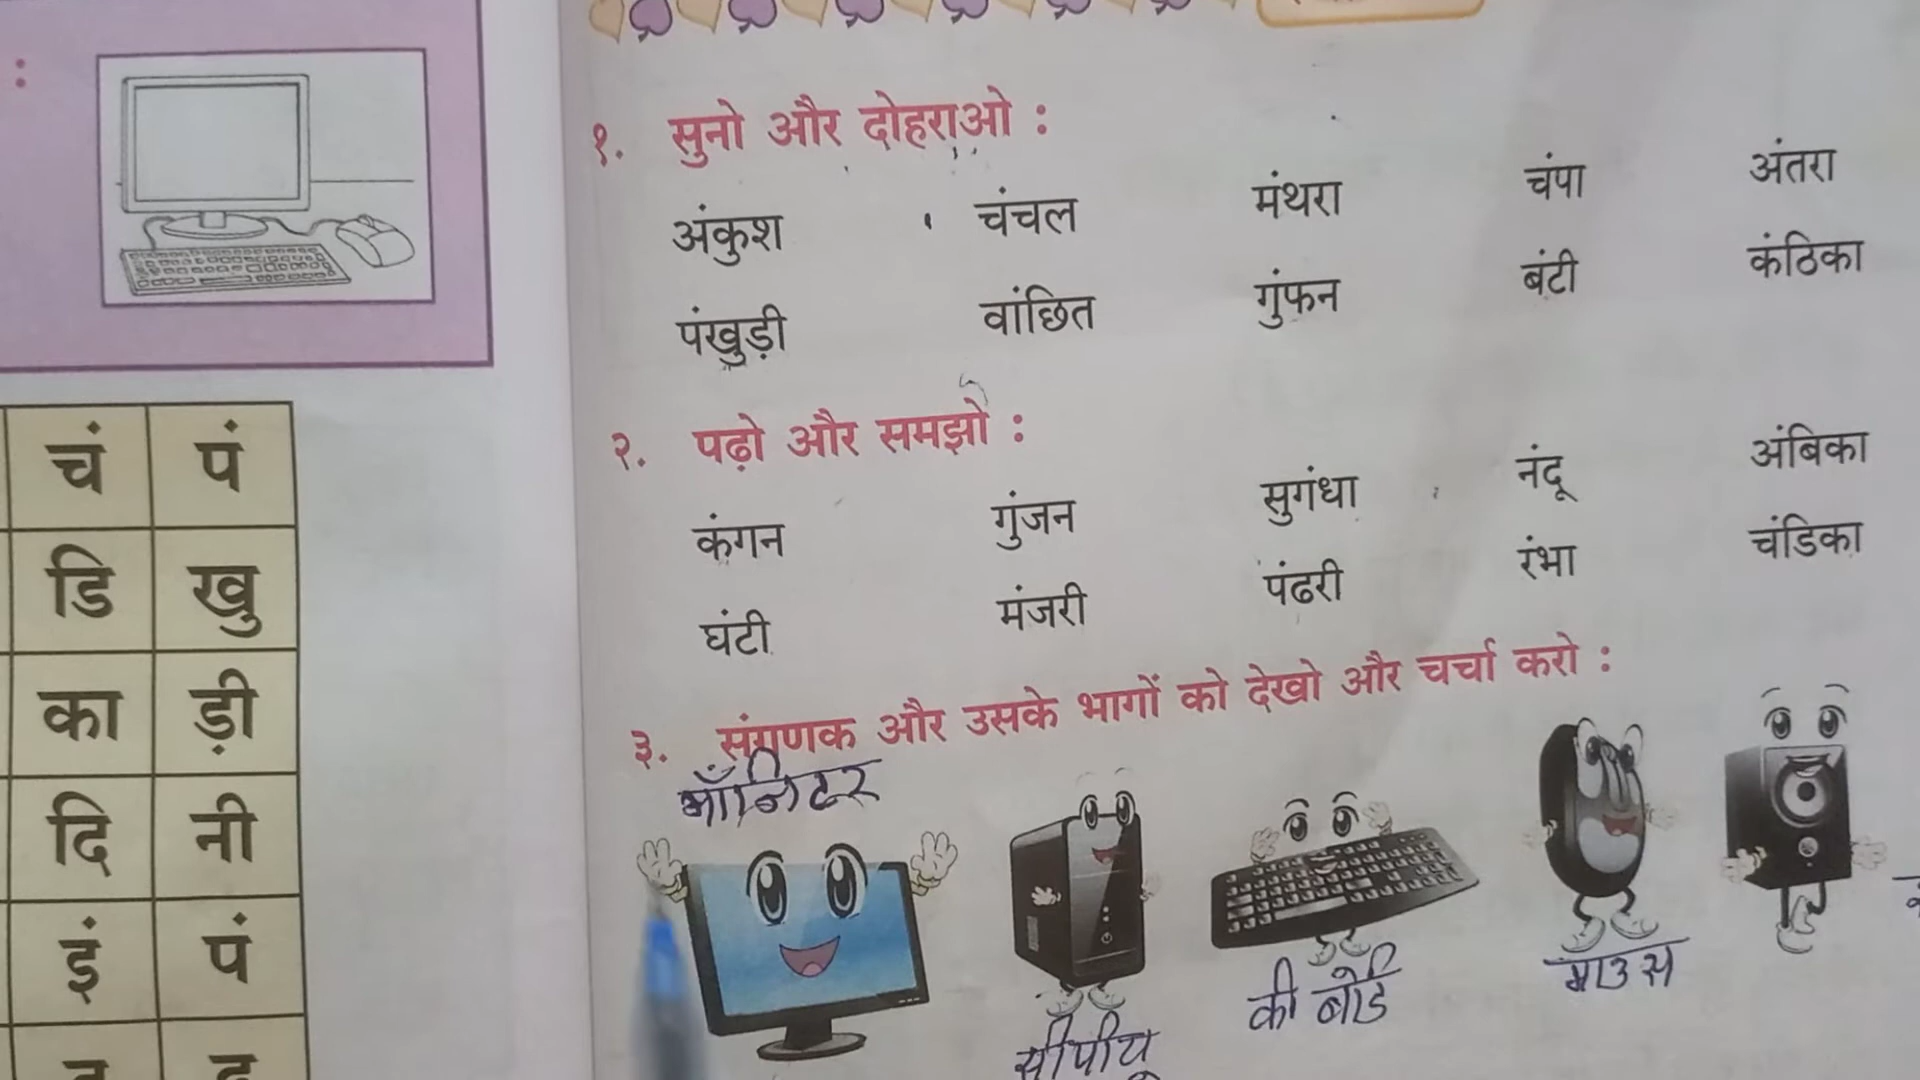 :
चं पं
डि खु
का ड़ी
दि नी
इं पं
१. सुनो और दोहराओ :
अंकुश चंचल मंथरा चंपा अंतरा
पंखुड़ी वांछित गुंफन बंटी कंठिका
२. पढ़ो और समझो :
कंगन गुंजन सुगंधा नंदू अंबिका
घंटी मंजरी पंढरी रंभा चंडिका
३. संगणक और उसके भागों को देखो और चर्चा करो :
मॉनिटर
सीपीयू की बोर्ड माउस